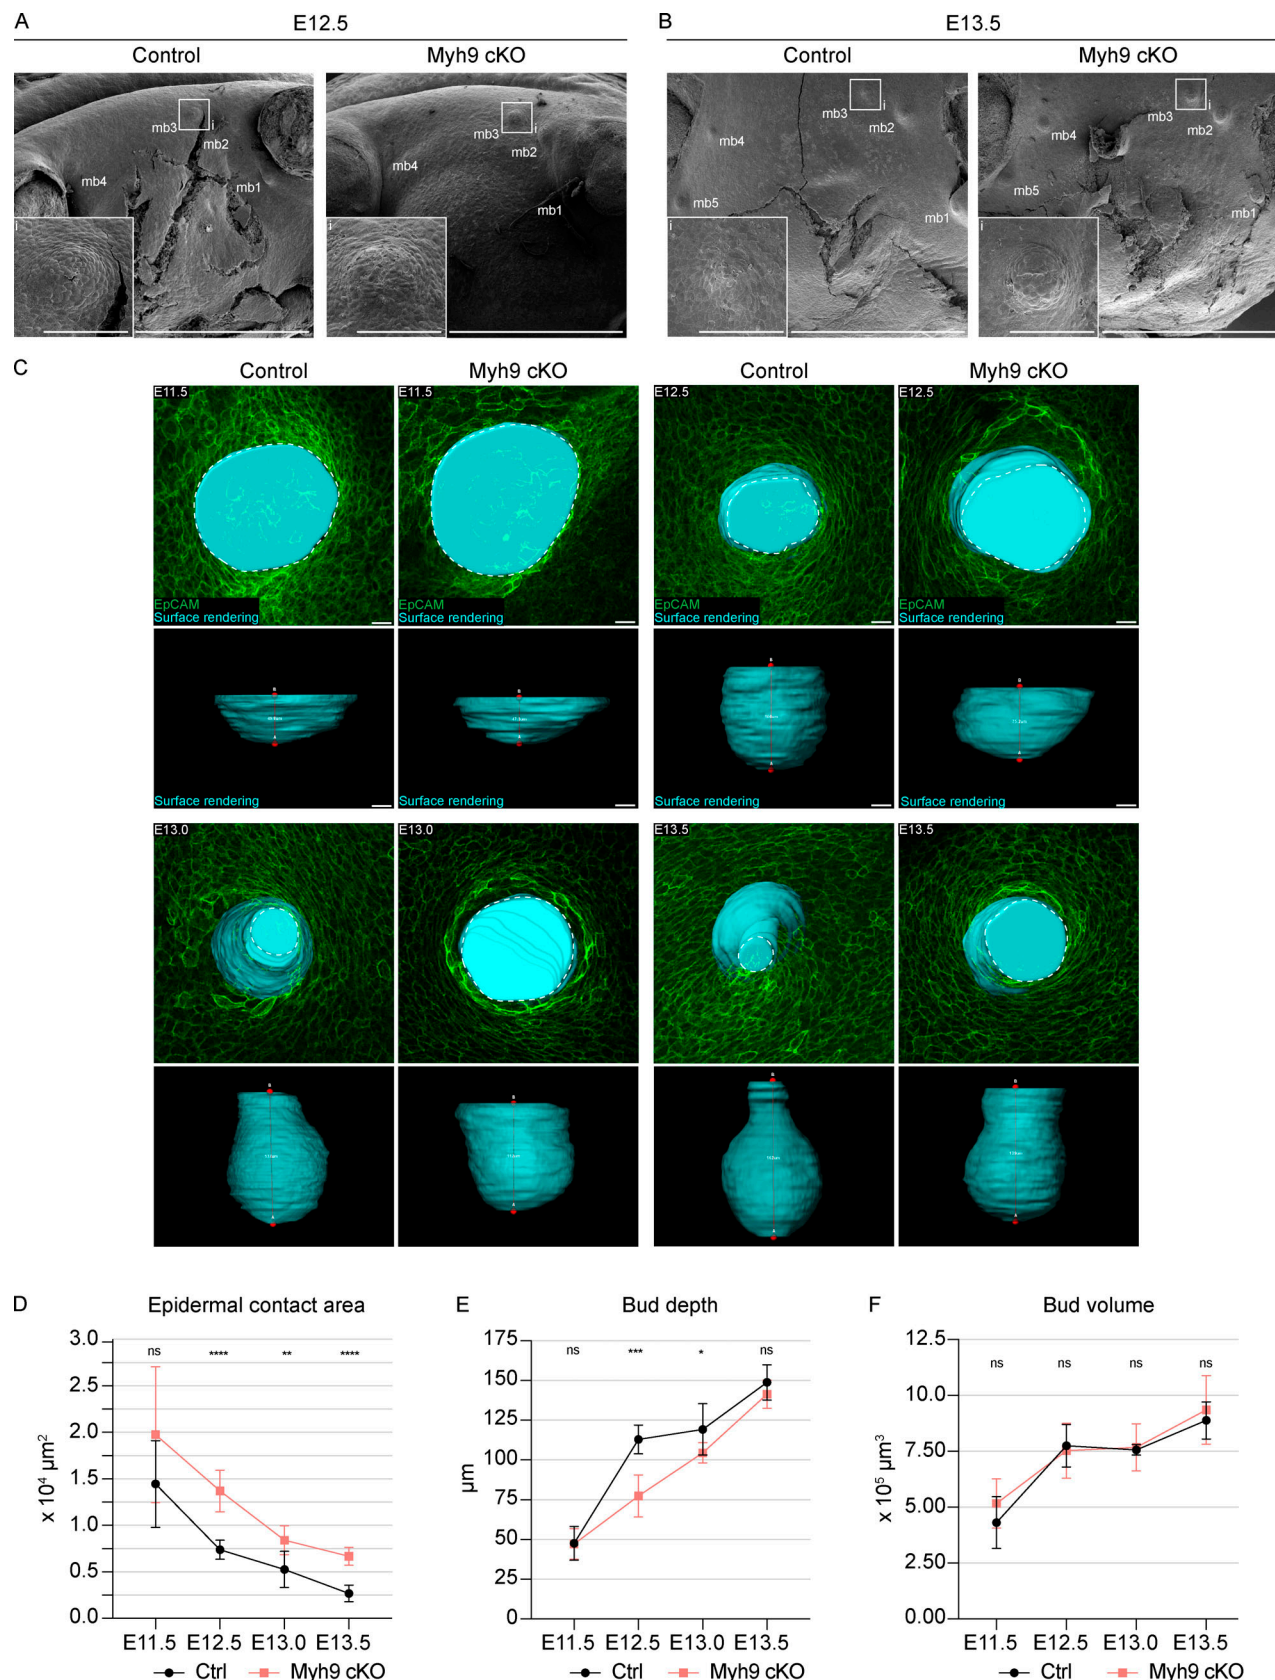 A
E12.5
B
E13.5
Control
Myh9 cKO
Control
Myh9 cKO
mb3
i
mb2
mb4
mb1
i
mb3
i
mb2
mb4
mb1
i
mb3
i
mb2
mb4
mb5
mb1
i
mb3
i
mb2
mb4
mb5
mb1
i
C
Control
Myh9 cKO
Control
Myh9 cKO
E11.5
E11.5
E12.5
E12.5
EpCAM
Surface rendering
EpCAM
Surface rendering
EpCAM
Surface rendering
EpCAM
Surface rendering
B
A
B
A
B
A
B
A
Surface rendering
Surface rendering
Surface rendering
Surface rendering
E13.0
E13.0
E13.5
E13.5
B
A
B
A
B
A
B
A
D
Epidermal contact area
x 10⁴ µm²
3.0
2.5
2.0
1.5
1.0
0.5
0.0
ns
****
**
****
E11.5
E12.5
E13.0
E13.5
Ctrl
Myh9 cKO
E
Bud depth
µm
175
150
125
100
75
50
25
0
ns
***
*
ns
E11.5
E12.5
E13.0
E13.5
Ctrl
Myh9 cKO
F
Bud volume
x 10⁵ µm³
12.5
10.0
7.50
5.00
2.50
0.00
ns
ns
ns
ns
E11.5
E12.5
E13.0
E13.5
Ctrl
Myh9 cKO